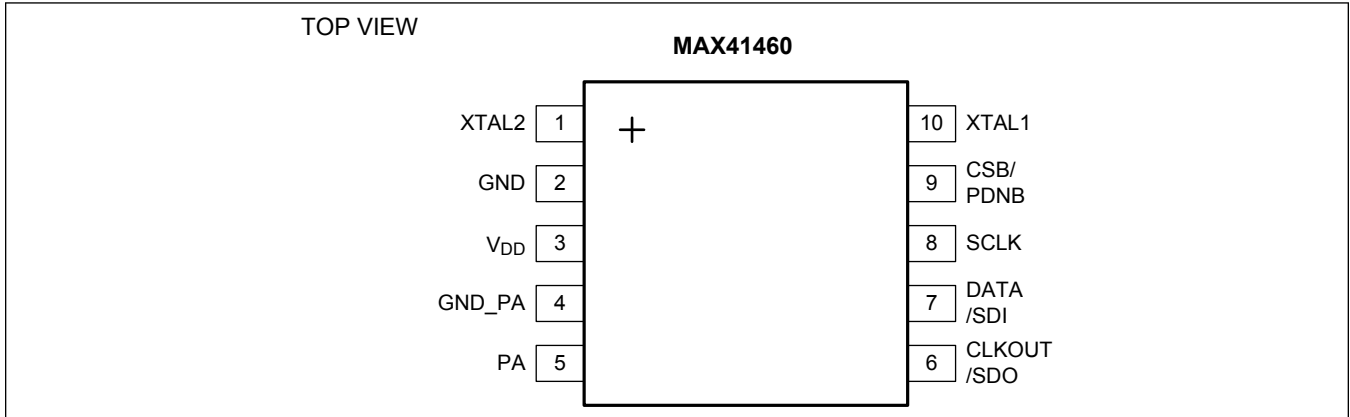 TOP VIEW
MAX41460
XTAL2 1
GND 2
VDD 3
GND_PA 4
PA 5
+
10 XTAL1
9 CSB/
PDNB
8 SCLK
7 DATA
/SDI
6 CLKOUT
/SDO